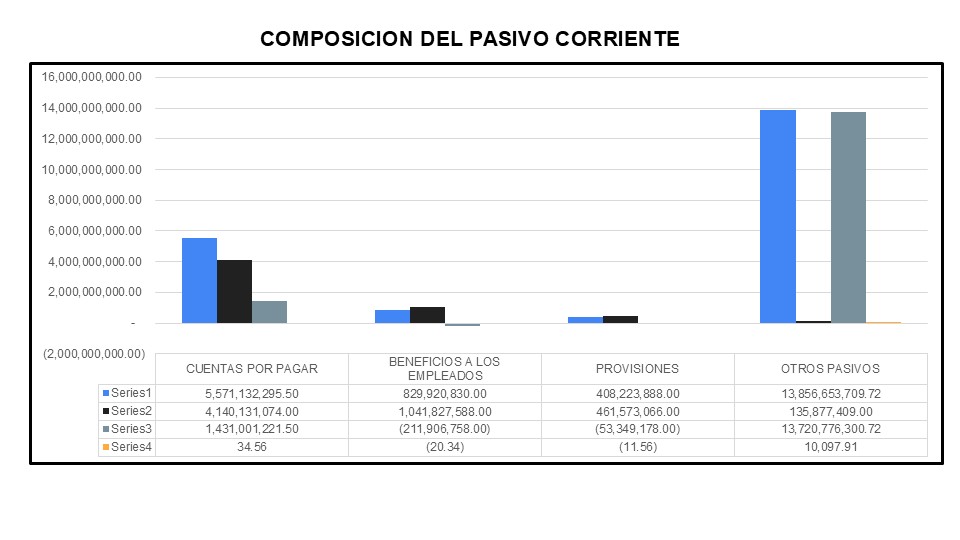 COMPOSICION DEL PASIVO CORRIENTE
16,000,000,000.00
14,000,000,000.00
12,000,000,000.00
10,000,000,000.00
8,000,000,000.00
6,000,000,000.00
4,000,000,000.00
2,000,000,000.00
-
(2,000,000,000.00)
CUENTAS POR PAGAR BENEFICIOS A LOS EMPLEADOS PROVISIONES OTROS PASIVOS
Series1 5,571,132,295.50 829,920,830.00 408,223,888.00 13,856,653,709.72
Series2 4,140,131,074.00 1,041,827,588.00 461,573,066.00 135,877,409.00
Series3 1,431,001,221.50 (211,906,758.00) (53,349,178.00) 13,720,776,300.72
Series4 34.56 (20.34) (11.56) 10,097.91